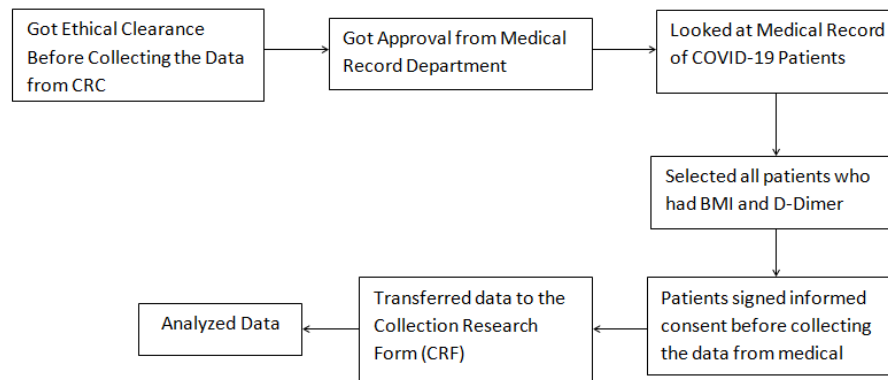 Got Ethical Clearance
Before Collecting the Data
from CRC
Got Approval from Medical
Record Department
Looked at Medical Record
of COVID-19 Patients
Selected all patients who
had BMI and D-Dimer
Patients signed informed
consent before collecting
the data from medical
Transferred data to the
Collection Research
Form (CRF)
Analyzed Data